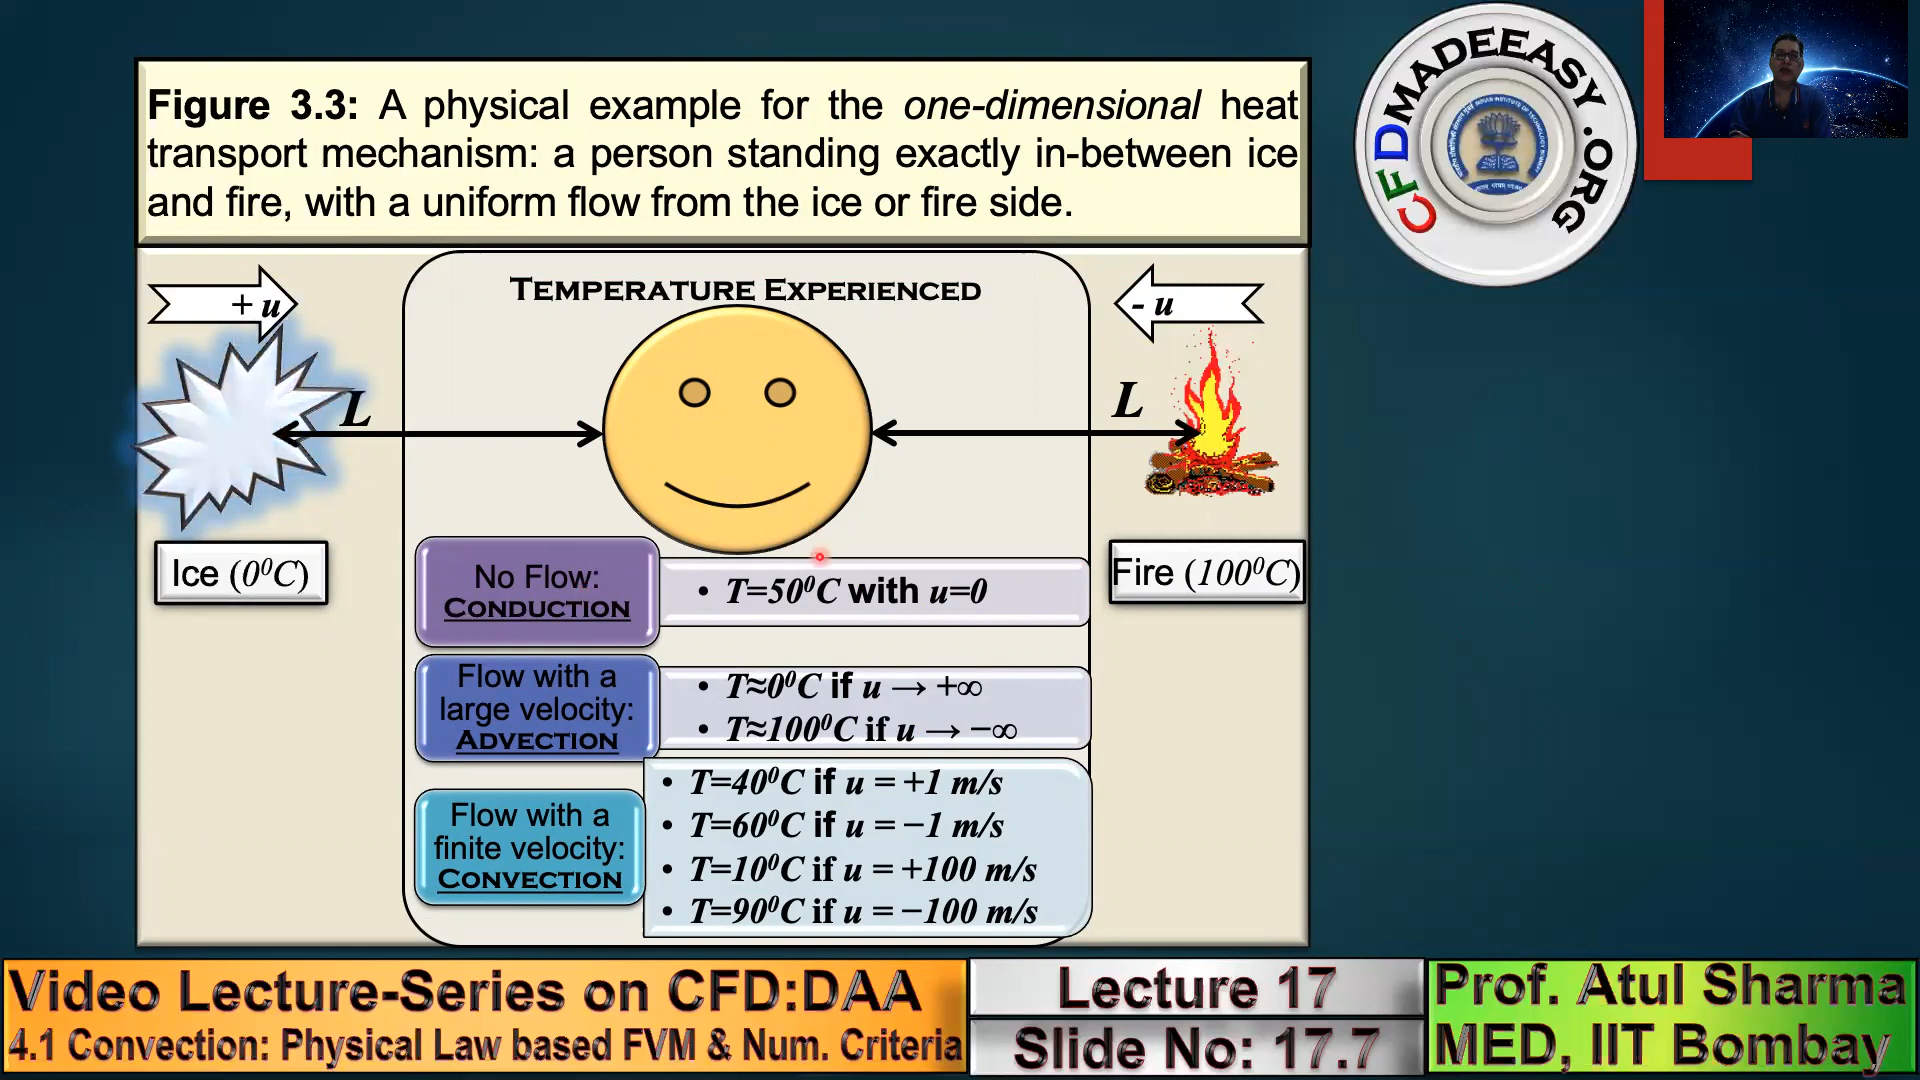 Figure 3.3: A physical example for the one-dimensional heat
transport mechanism: a person standing exactly in-between ice
and fire, with a uniform flow from the ice or fire side.
CFDMADEEASY.ORG
TEMPERATURE EXPERIENCED
+ u
- u
L
L
Ice (0⁰C)
Fire (100⁰C)
No Flow:
CONDUCTION
• T=50⁰C with u=0
Flow with a
large velocity:
ADVECTION
• T≈0⁰C if u → +∞
• T≈100⁰C if u → −∞
Flow with a
finite velocity:
CONVECTION
• T=40⁰C if u = +1 m/s
• T=60⁰C if u = −1 m/s
• T=10⁰C if u = +100 m/s
• T=90⁰C if u = −100 m/s
Video Lecture-Series on CFD:DAA
4.1 Convection: Physical Law based FVM & Num. Criteria
Lecture 17
Slide No: 17.7
Prof. Atul Sharma
MED, IIT Bombay